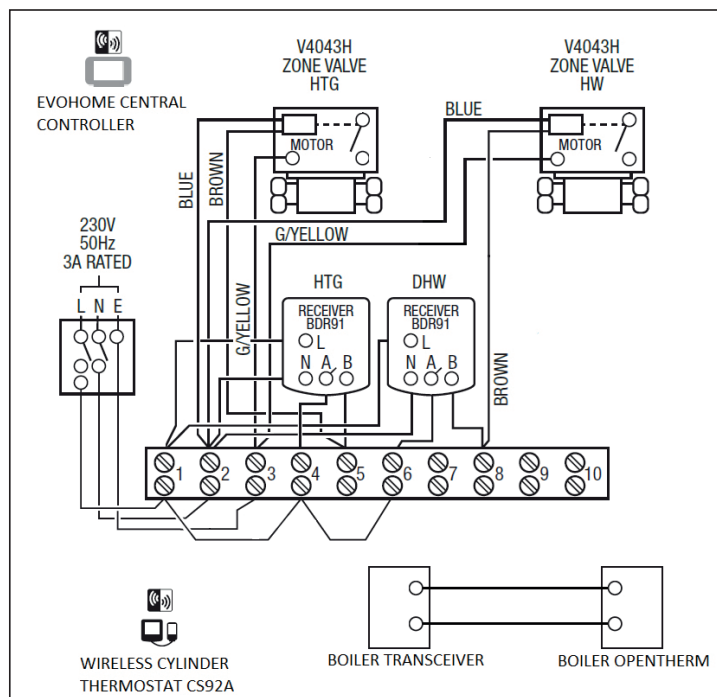 EVOHOME CENTRAL
CONTROLLER
V4043H
ZONE VALVE
HTG
V4043H
ZONE VALVE
HW
MOTOR
BLUE
MOTOR
BLUE
BROWN
G/YELLOW
230V
50Hz
3A RATED
L N E
G/YELLOW
HTG
DHW
RECEIVER
BDR91
L
N A B
RECEIVER
BDR91
L
N A B
BROWN
1 2 3 4 5 6 7 8 9 10
WIRELESS CYLINDER
THERMOSTAT CS92A
BOILER TRANSCEIVER
BOILER OPENTHERM